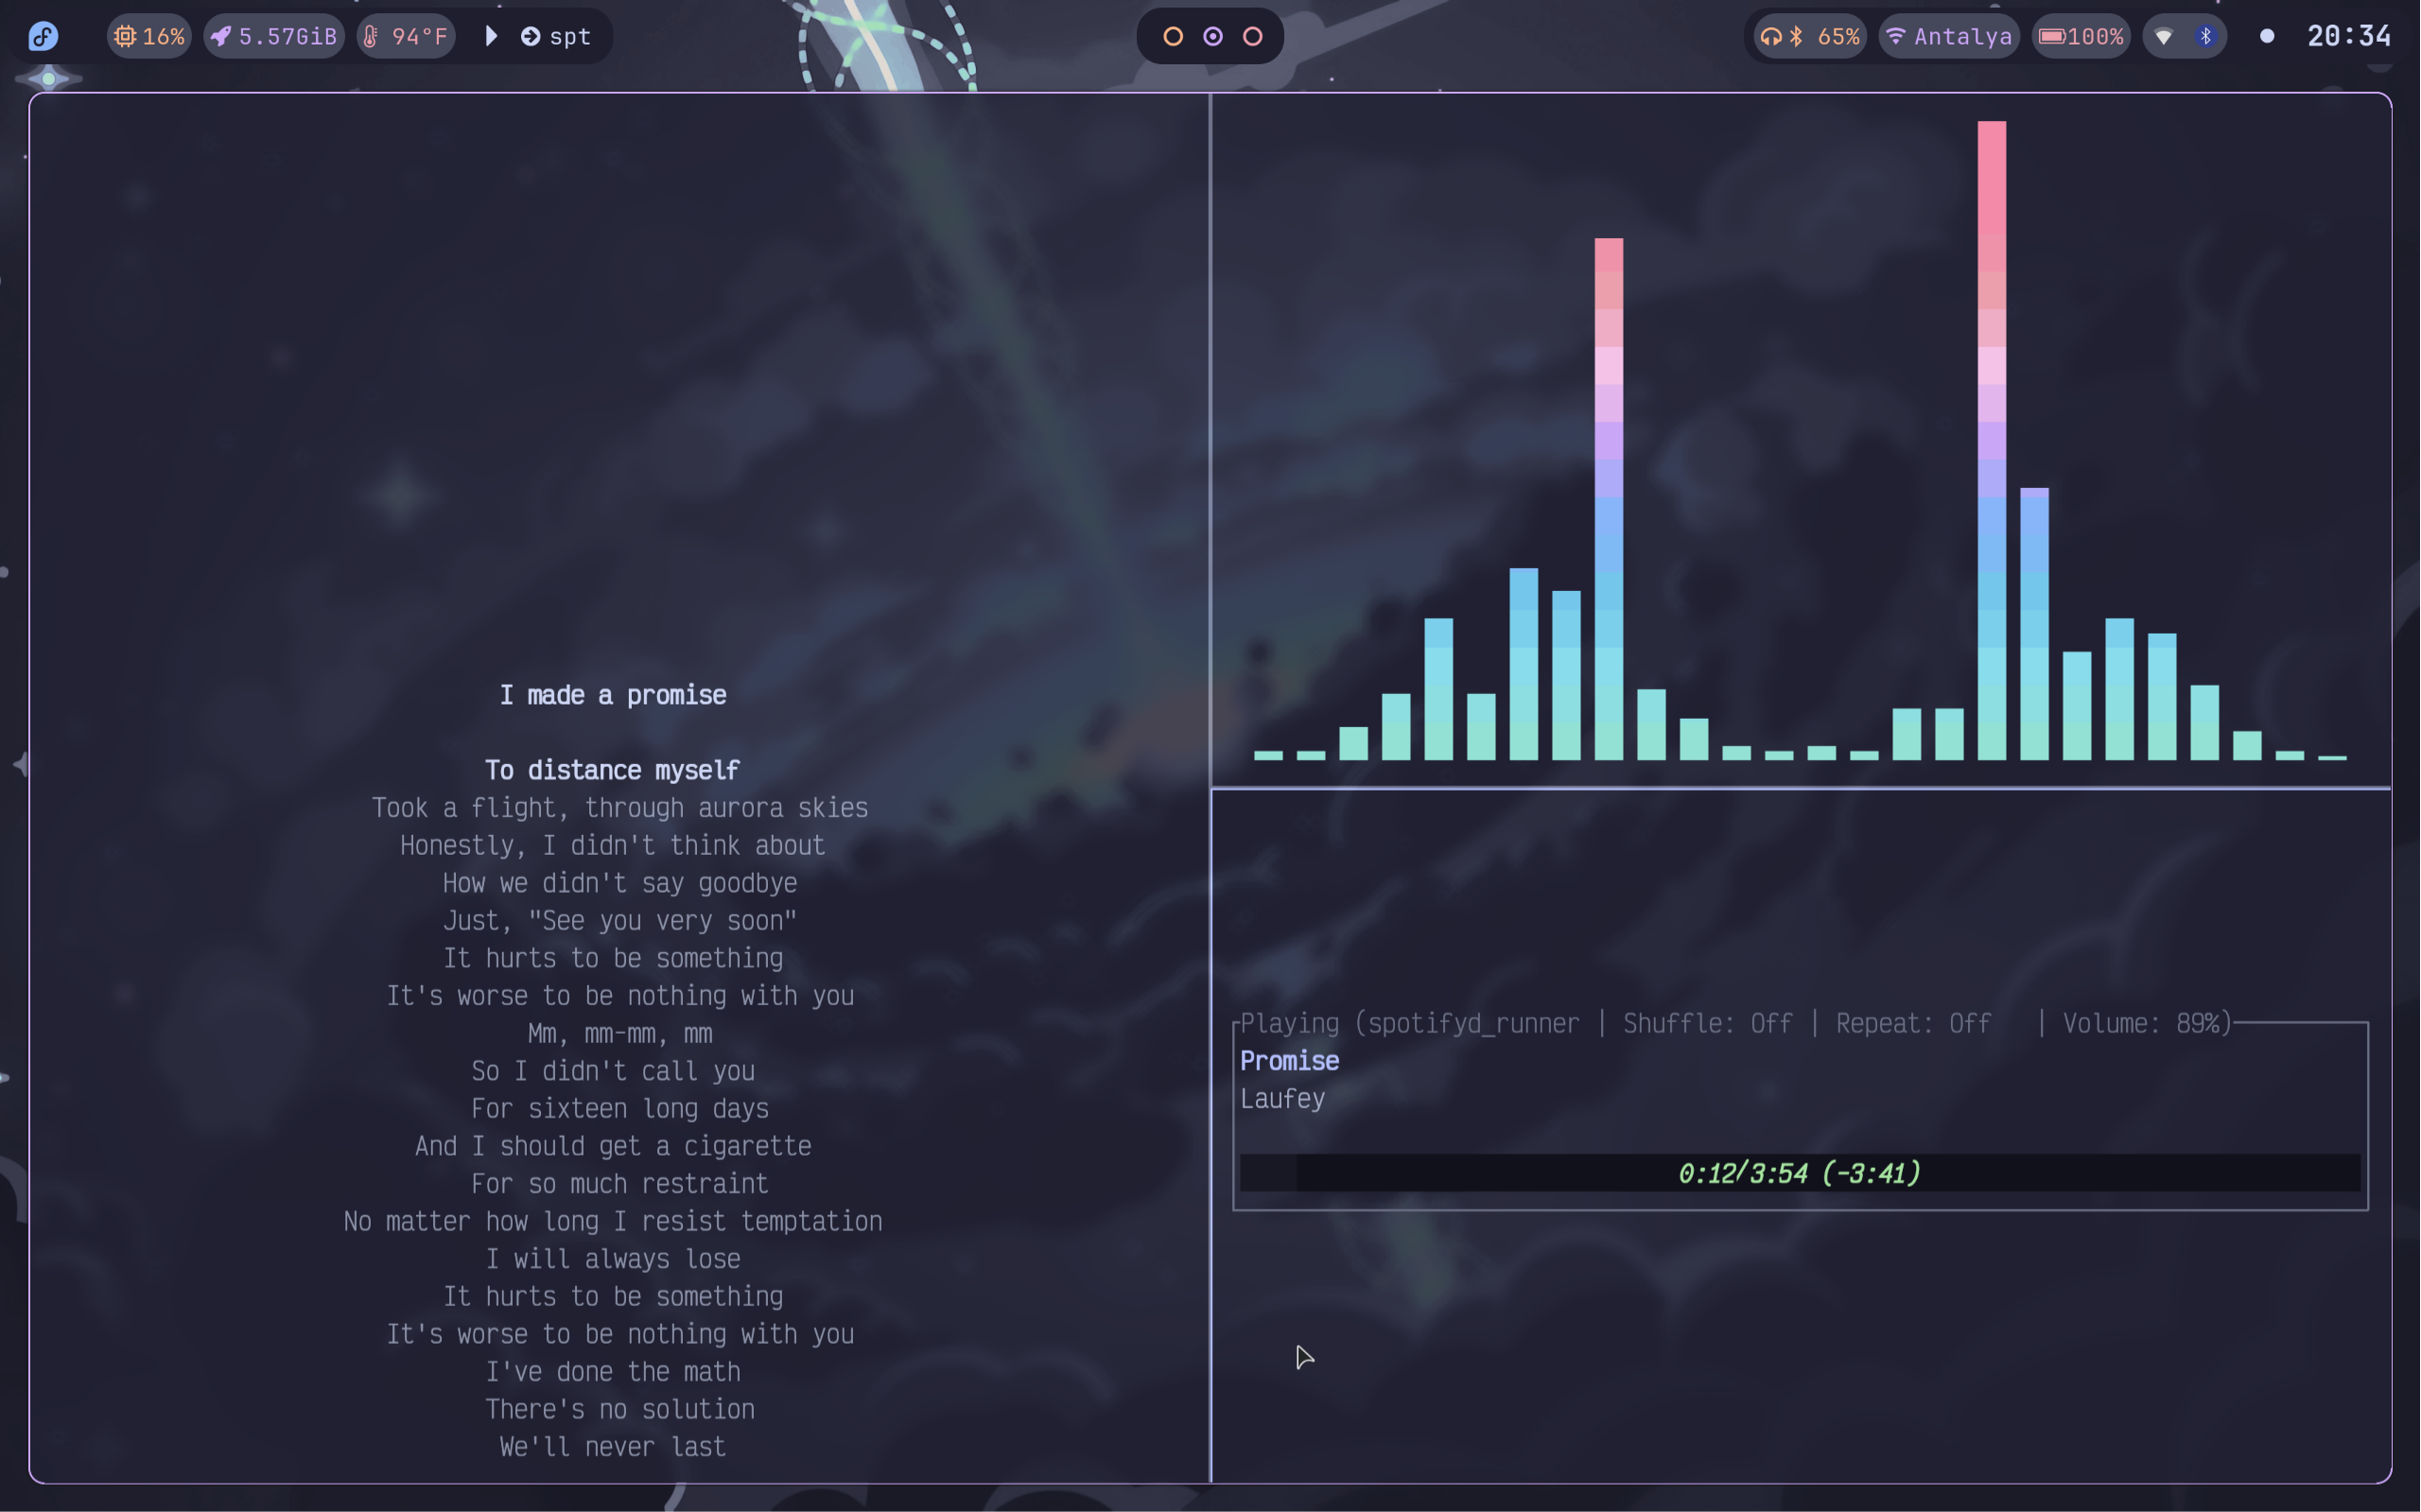 16% 5.57GiB 94°F spt 65% Antalya 100% 20:34
I made a promise
To distance myself
Took a flight, through aurora skies
Honestly, I didn't think about
How we didn't say goodbye
Just, "See you very soon"
It hurts to be something
It's worse to be nothing with you
Mm, mm-mm, mm
So I didn't call you
For sixteen long days
And I should get a cigarette
For so much restraint
No matter how long I resist temptation
I will always lose
It hurts to be something
It's worse to be nothing with you
I've done the math
There's no solution
We'll never last
Playing (spotifyd_runner | Shuffle: Off | Repeat: Off | Volume: 89%)
Promise
Laufey
0:12/3:54 (-3:41)